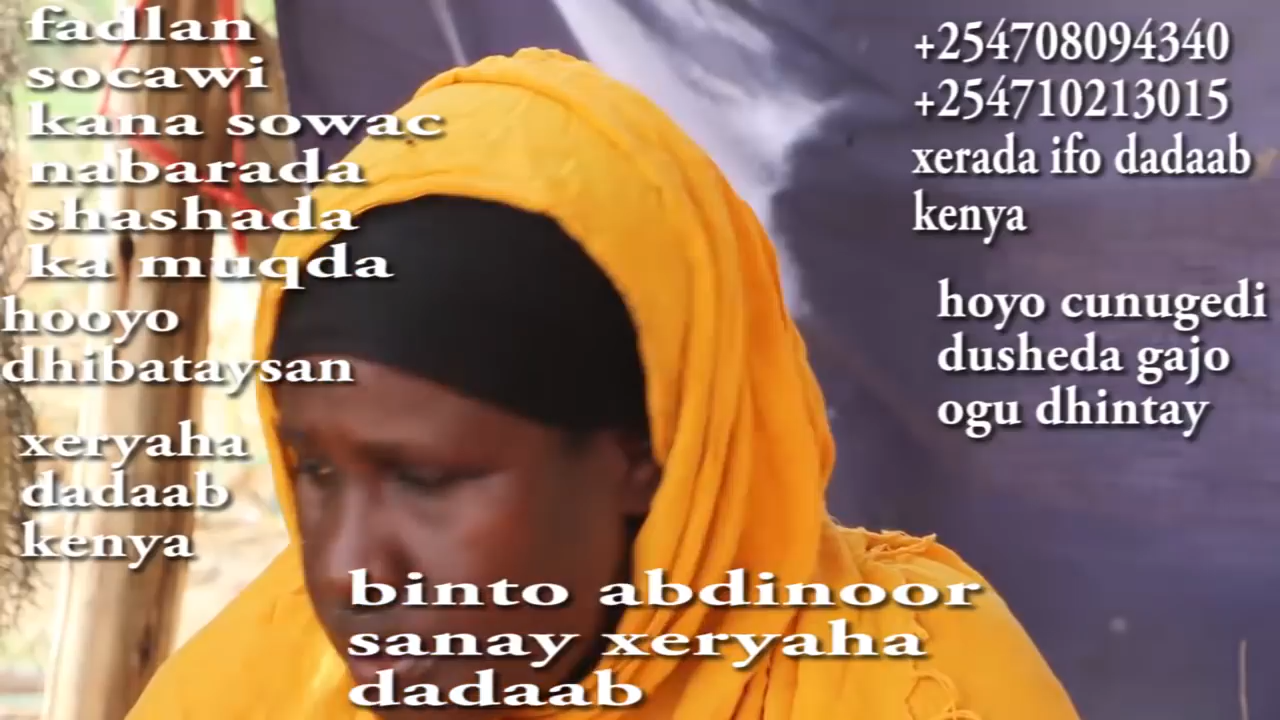 fadlan
socawi
kana sowac
nabarada
shashada
ka muqda
hooyo
dhibataysan
xeryaha
dadaab
kenya
+254708094340
+254710213015
xerada ifo dadaab
kenya
hoyo cunugedi
dusheda gajo
ogu dhintay
binto abdinoor
sanay xeryaha
dadaab